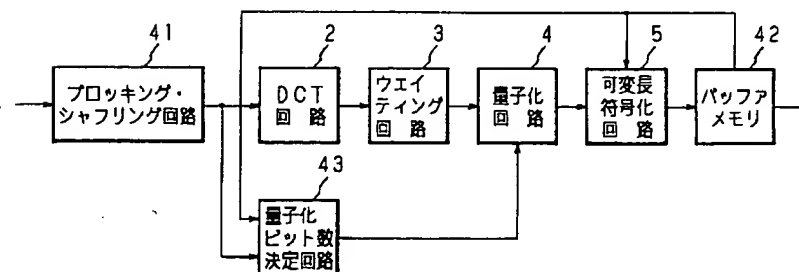 41
ブロッキング・
シャフリング回路
2
DCT
回路
3
ウエイ
ティング
回路
4
量子化
回路
5
可変長
符号化
回路
42
バッファ
メモリ
43
量子化
ビット数
決定回路